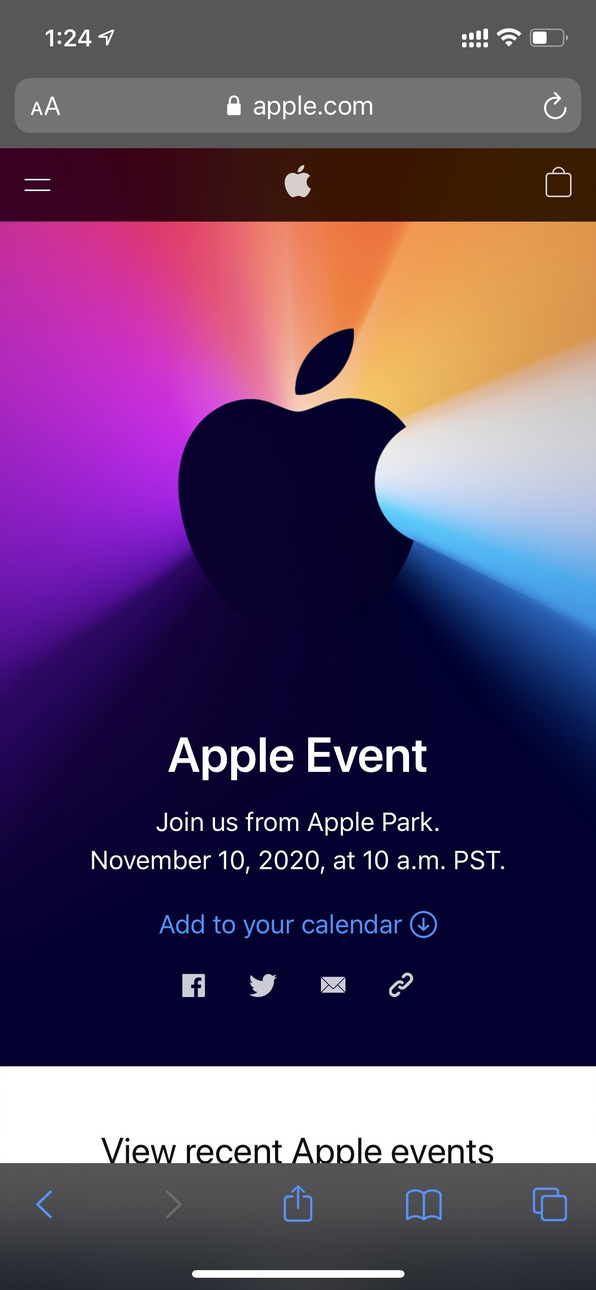 1:24
AA
apple.com
Apple Event
Join us from Apple Park.
November 10, 2020, at 10 a.m. PST.
Add to your calendar
View recent Apple events